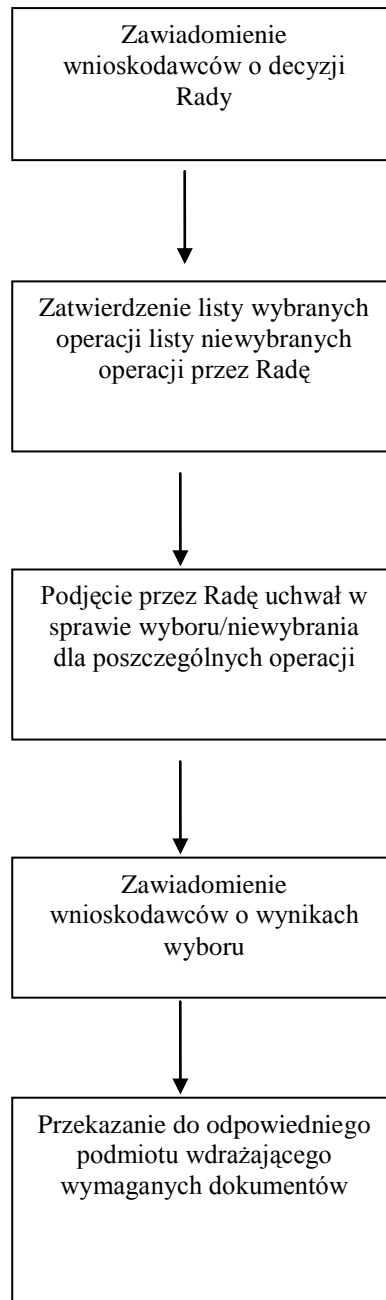 Zawiadomienie
wnioskodawców o decyzji
Rady
Zatwierdzenie listy wybranych
operacji listy niewybranych
operacji przez Radę
Podjęcie przez Radę uchwał w
sprawie wyboru/niewybrania
dla poszczególnych operacji
Zawiadomienie
wnioskodawców o wynikach
wyboru
Przekazanie do odpowiedniego
podmiotu wdrażającego
wymaganych dokumentów